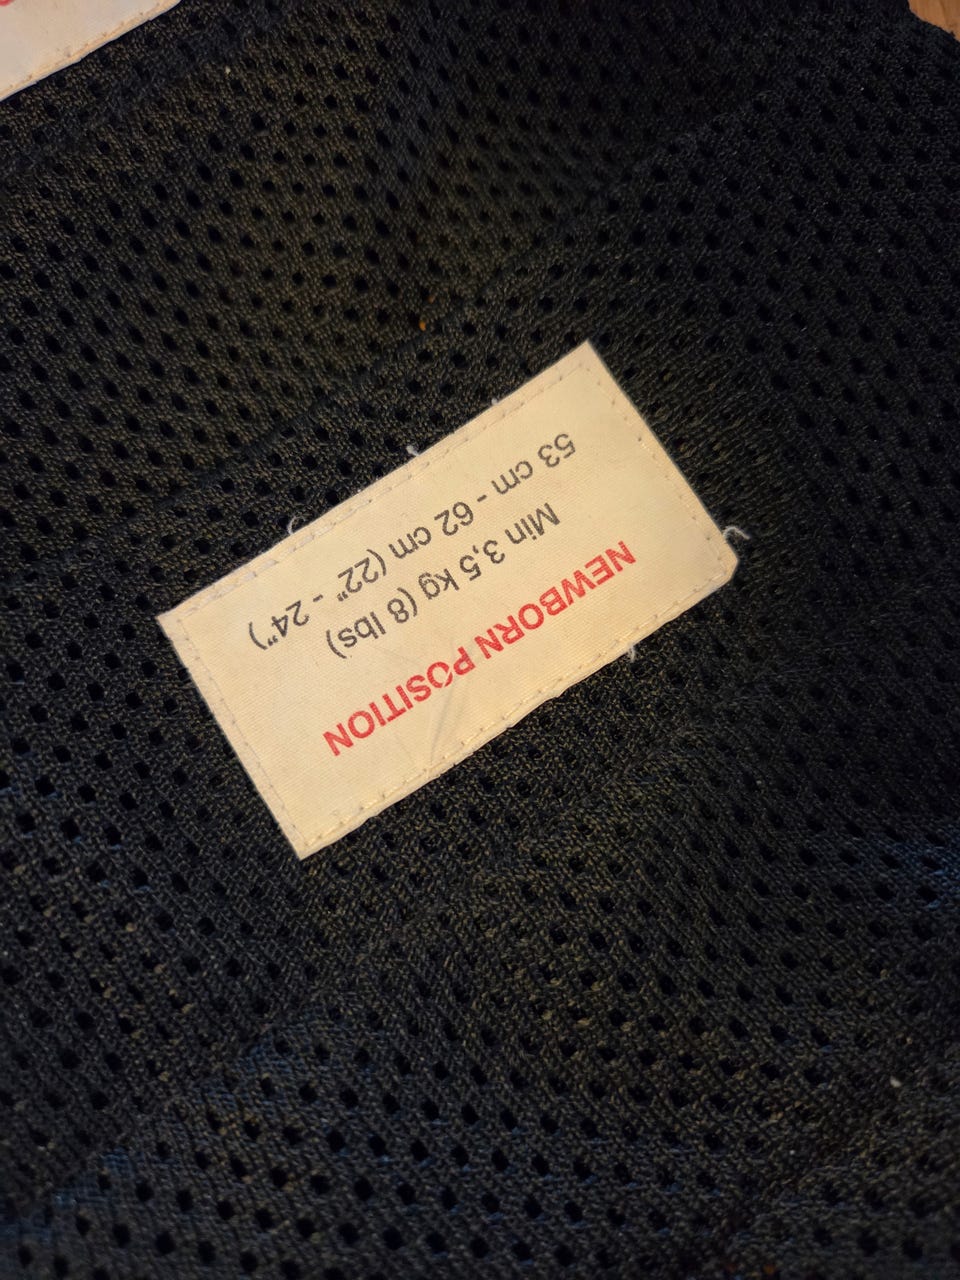 NEWBORN POSITION
Min 3,5 kg (8 lbs)
53 cm - 62 cm (22" - 24")